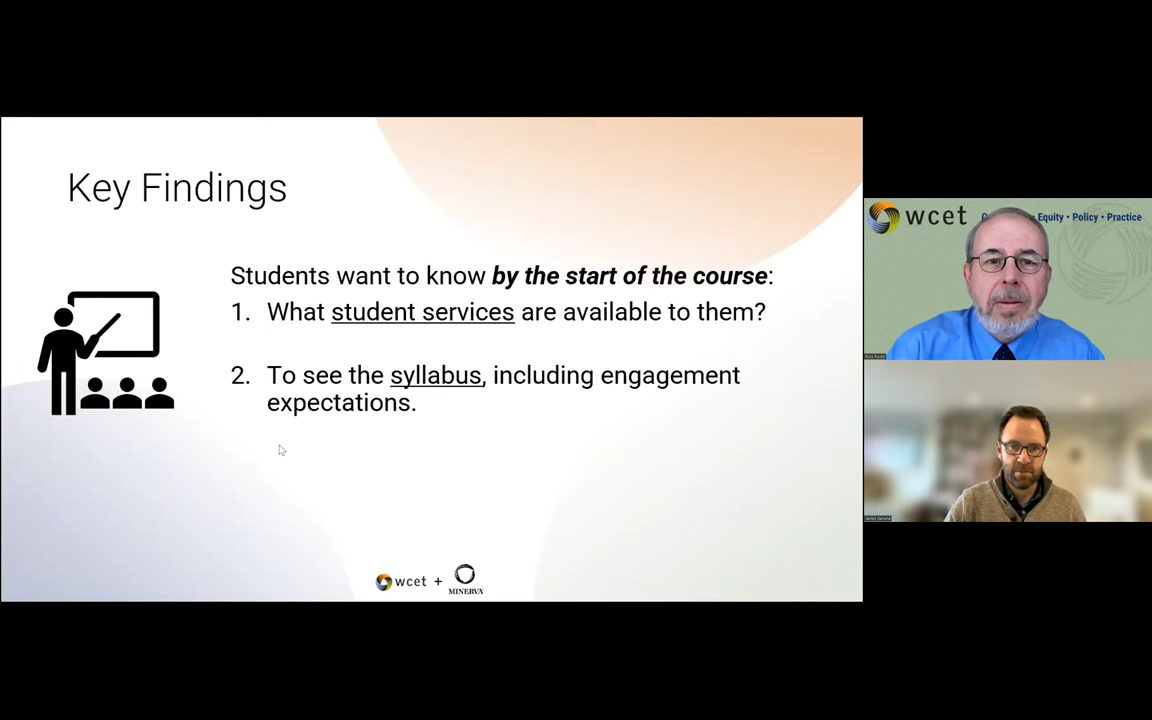 Key Findings
Students want to know by the start of the course:
1. What student services are available to them?
2. To see the syllabus, including engagement
expectations.
wcet + MINERVA
wcet
Equity • Policy • Practice